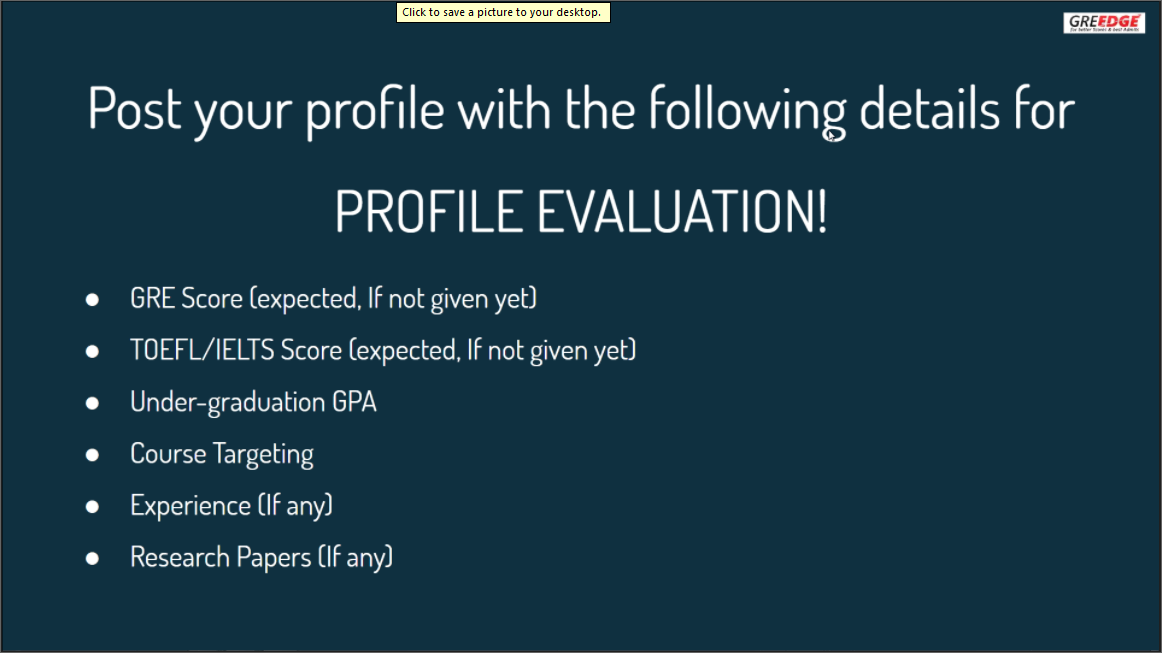 Click to save a picture to your desktop.
GREEDGE
for better Scores & best Admits
Post your profile with the following details for
PROFILE EVALUATION!
● GRE Score (expected, If not given yet)
● TOEFL/IELTS Score (expected, If not given yet)
● Under-graduation GPA
● Course Targeting
● Experience (If any)
● Research Papers (If any)